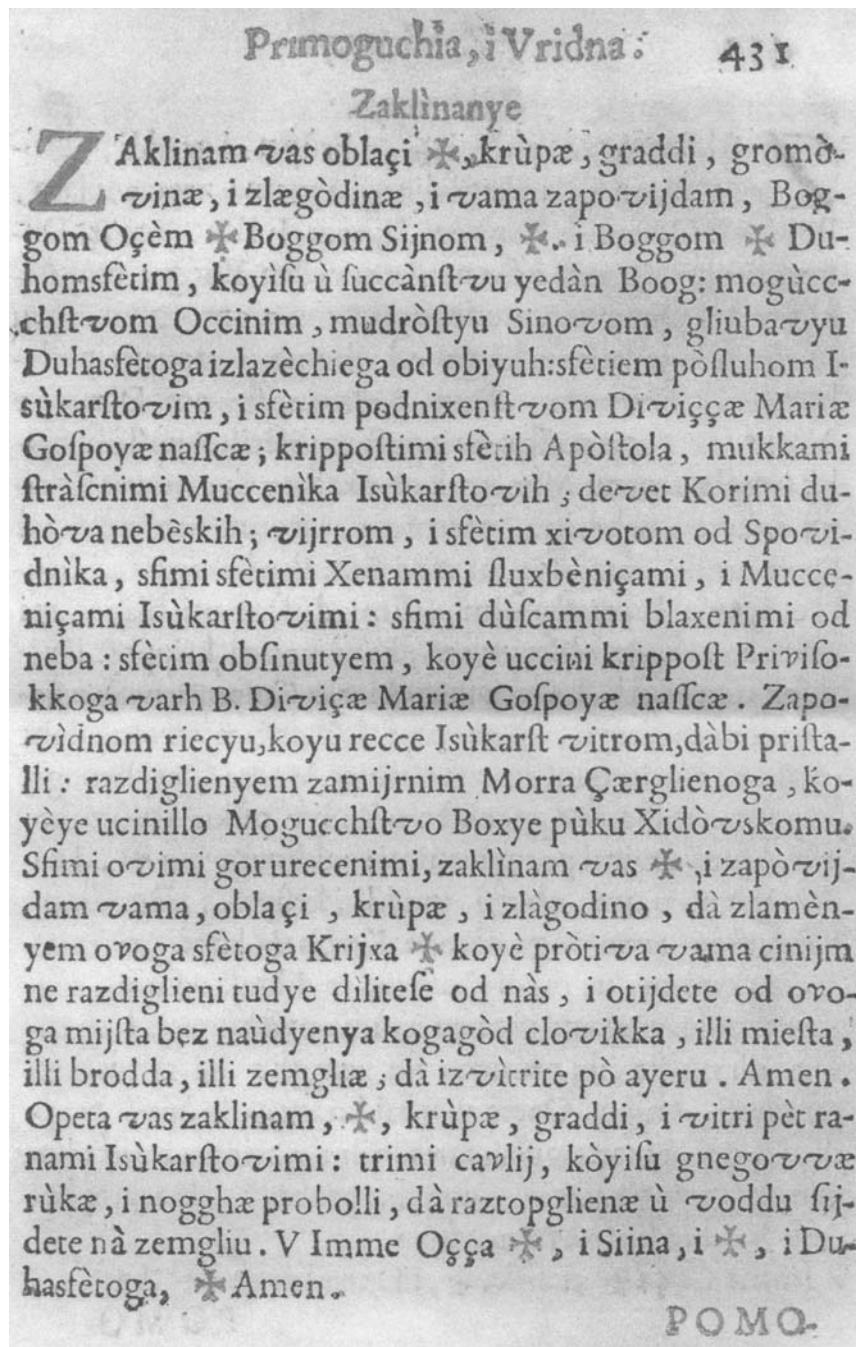 Primoguchia, i Vridna. 431
Zaklìnanye
ZAklinam vas oblaçi ✠, krùpæ, graddi, gromò-
vinæ, i zlægòdinæ, i vama zapovijdam, Bog-
gom Oçèm ✠ Boggom Sijnom, ✠. i Boggom ✠ Du-
homsfètim, koyìſu ù ſuccànſtvu yedàn Boog: mogùcc-
chſtvom Occinim, mudròſtyu Sinovom, gliubavyu
Duhasfètoga izlazèchiega od obiyuh: sfètiem pòſluhom I-
sùkarſtovim, i sfètim podnixenſtvom Diviççæ Mariæ
Goſpoyæ naſſcæ; krippoſtimi sfètih Apòſtola, mukkami
ſtràſcnimi Muccenìka Isùkarſtovih; devet Korimi du-
hòva nebèskih; vijrrom, i sfètim xivotom od Spovi-
dnìka, sfimi sfètimi Xenammi ſluxbèniçami, i Mucce-
niçami Isùkarſtovimi: sfimi dùſcammi blaxenimi od
neba: sfètim obſinutyem, koyè uccini krippoſt Priviſo-
kkoga varh B. Diviçæ Mariæ Goſpoyæ naſſcæ. Zapo-
vìdnom riecyu, koyu recce Isùkarſt vitrom, dàbi priſta-
lli: razdiglienyem zamijrnim Morra Çærglienoga, ko-
yèye ucinillo Mogucchſtvo Boxye pùku Xidòvskomu.
Sfimi ovimi gorurecenimi, zaklìnam vas ✠, i zapòvij-
dam vama, oblaçi, krùpæ, i zlàgodino, dà zlamèn-
yem ovoga sfètoga Krijxa ✠ koyè pròtiva vama cinijm
ne razdiglieni tudye diliteſè od nàs, i otijdete od ovo-
ga mijſta bez naùdyenya kogagòd clovikka, illi mieſta,
illi brodda, illi zemgliæ; dà izvìtrite pò ayeru. Amen.
Opeta vas zaklinam, ✠, krùpæ, graddi, i vitri pèt ra-
nami Isùkarſtovimi: trimi cavlij, kòyiſu gnegovvæ
rùkæ, i nogghæ probolli, dà raztopglienæ ù voddu ſij-
dete nà zemgliu. V Imme Oçça ✠, i Siina, i ✠, i Du-
hasfètoga, ✠ Amen.
POMO-